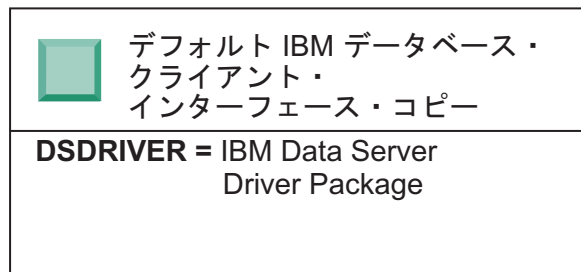 デフォルト IBM データベース・
クライアント・
インターフェース・コピー
DSDRIVER = IBM Data Server
Driver Package